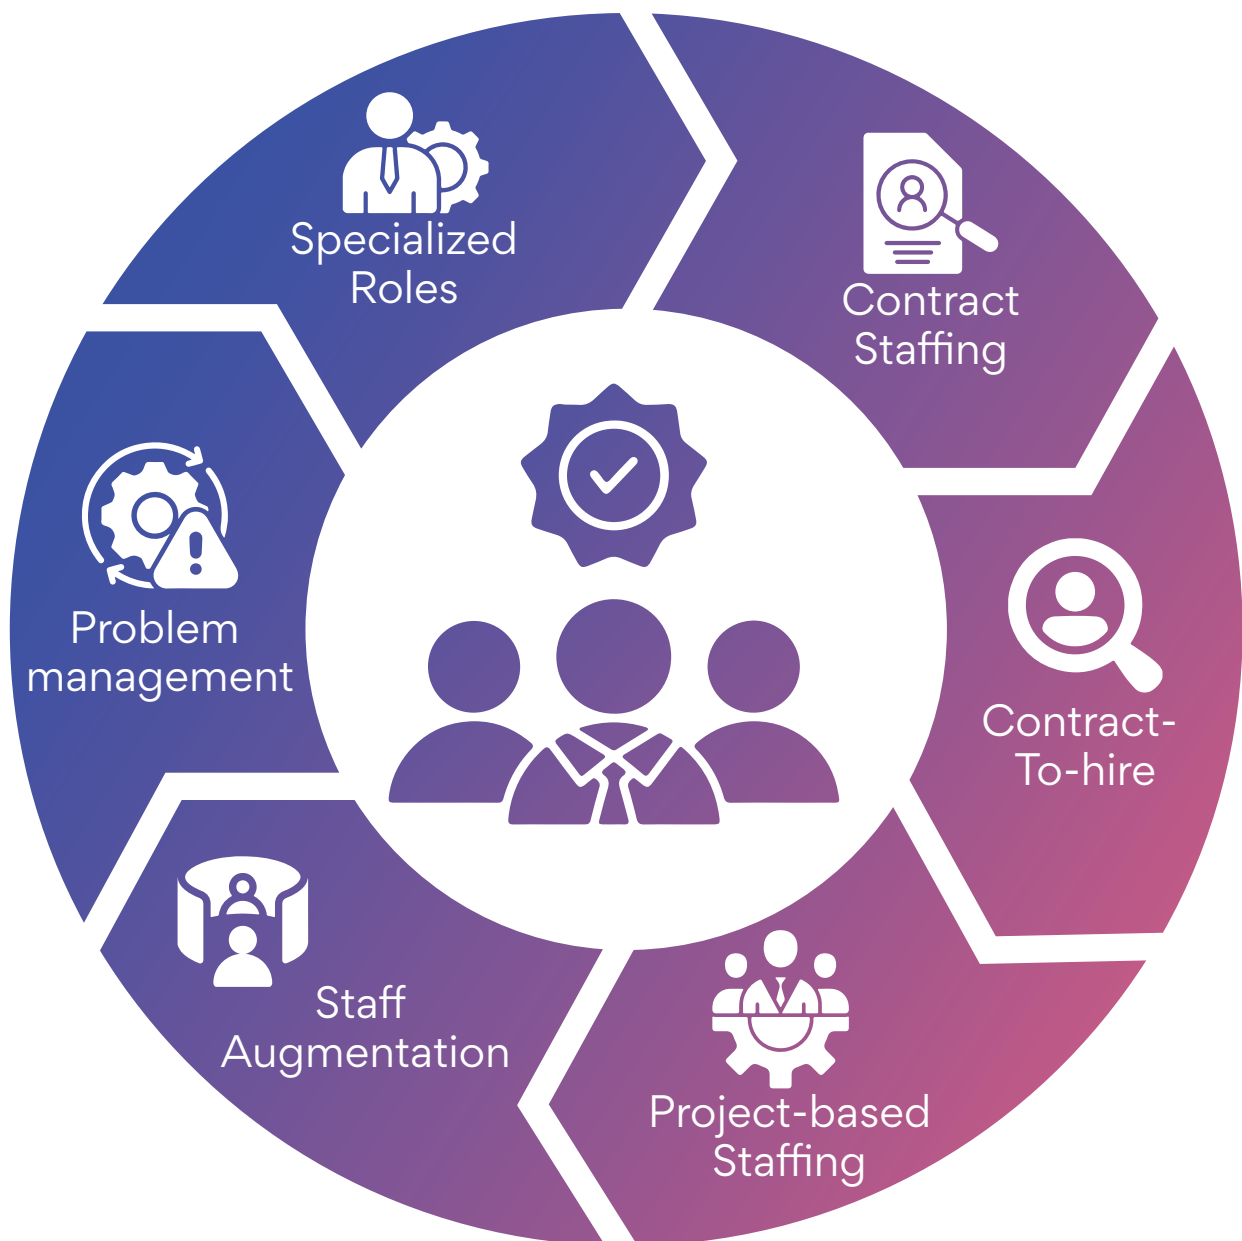 Specialized
Roles
Contract
Staffing
Contract-
To-hire
Project-based
Staffing
Staff
Augmentation
Problem
management